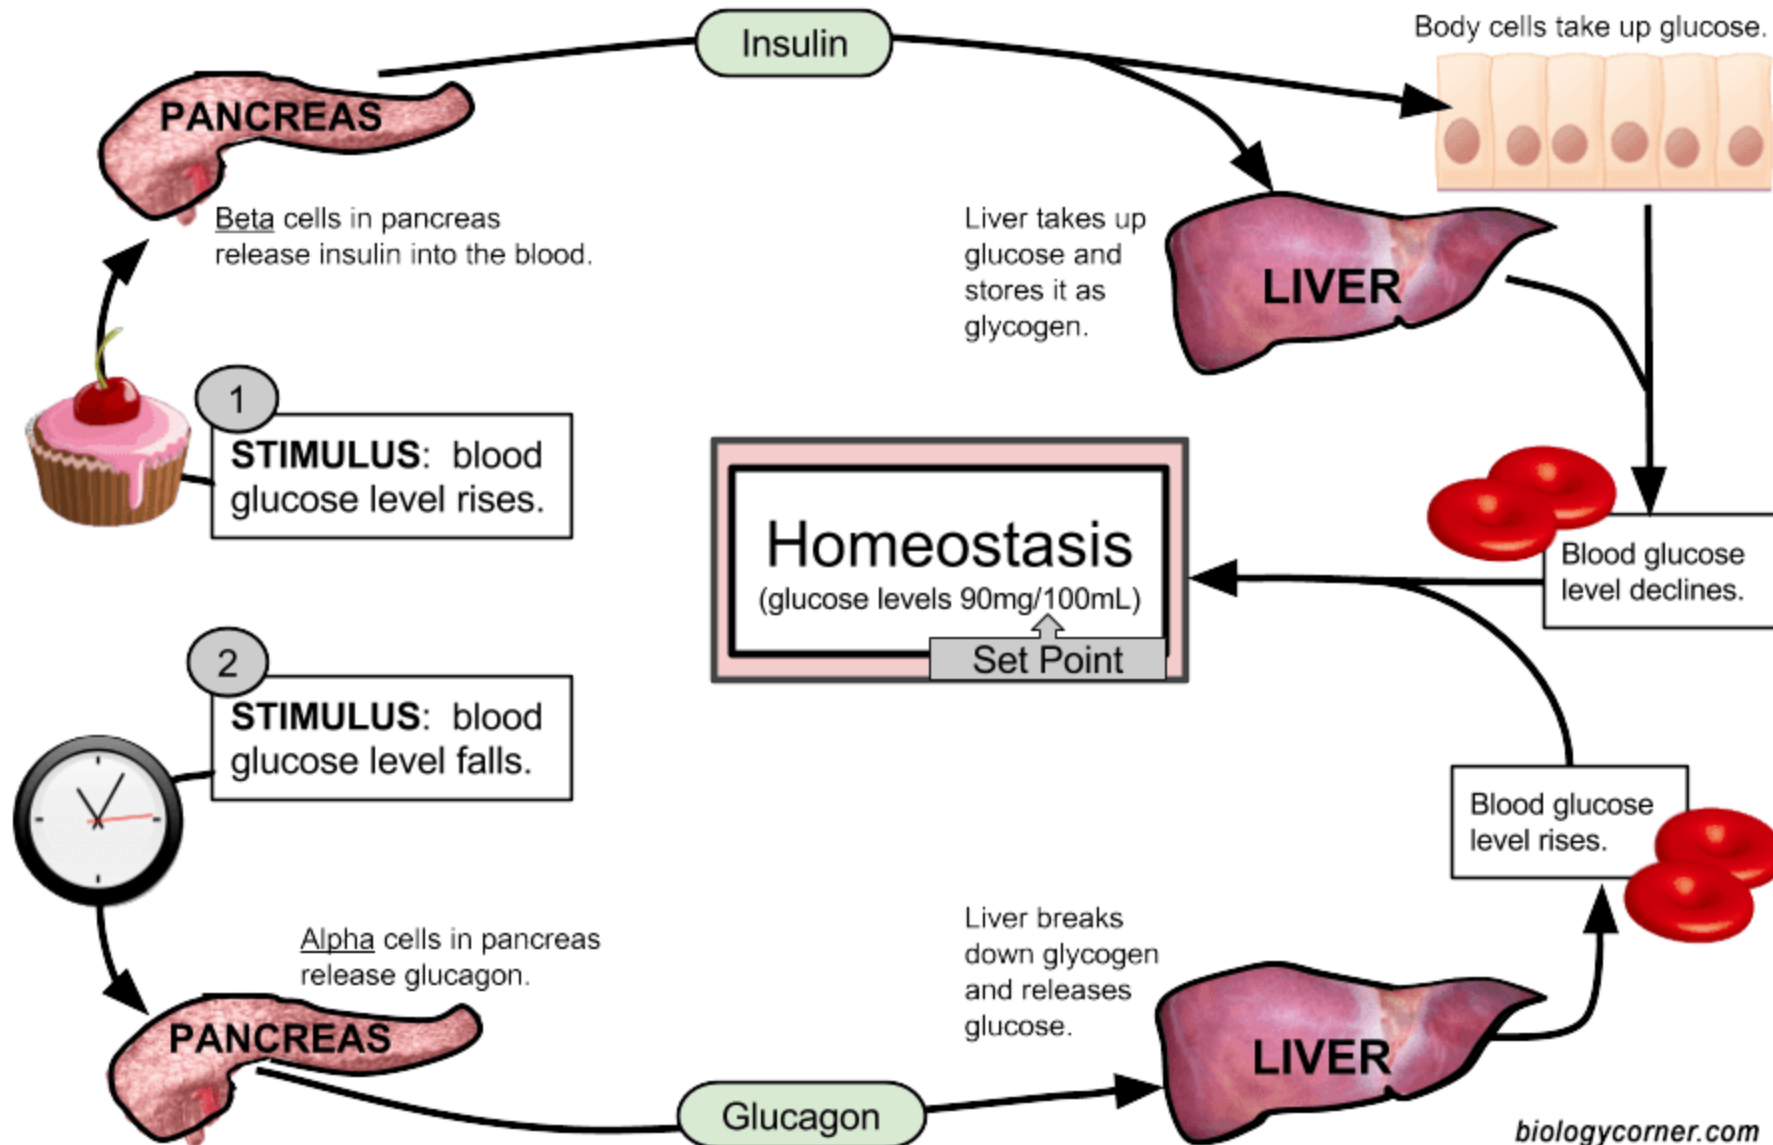 Insulin
Body cells take up glucose.
PANCREAS
Beta cells in pancreas
release insulin into the blood.
Liver takes up
glucose and
stores it as
glycogen.
LIVER
1
STIMULUS: blood
glucose level rises.
Homeostasis
(glucose levels 90mg/100mL)
Set Point
Blood glucose
level declines.
2
STIMULUS: blood
glucose level falls.
Blood glucose
level rises.
Alpha cells in pancreas
release glucagon.
PANCREAS
Glucagon
Liver breaks
down glycogen
and releases
glucose.
LIVER
biologycorner.com